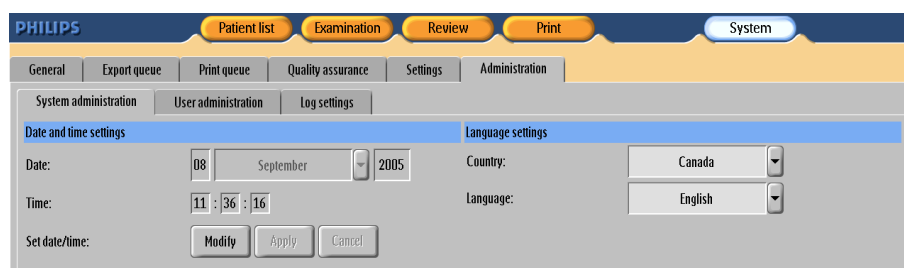 PHILIPS Patient list Examination Review Print System
General Export queue Print queue Quality assurance Settings Administration
System administration User administration Log settings
Date and time settings Language settings
Date: 08 September 2005 Country: Canada
Time: 11 : 36 : 16 Language: English
Set date/time: Modify Apply Cancel